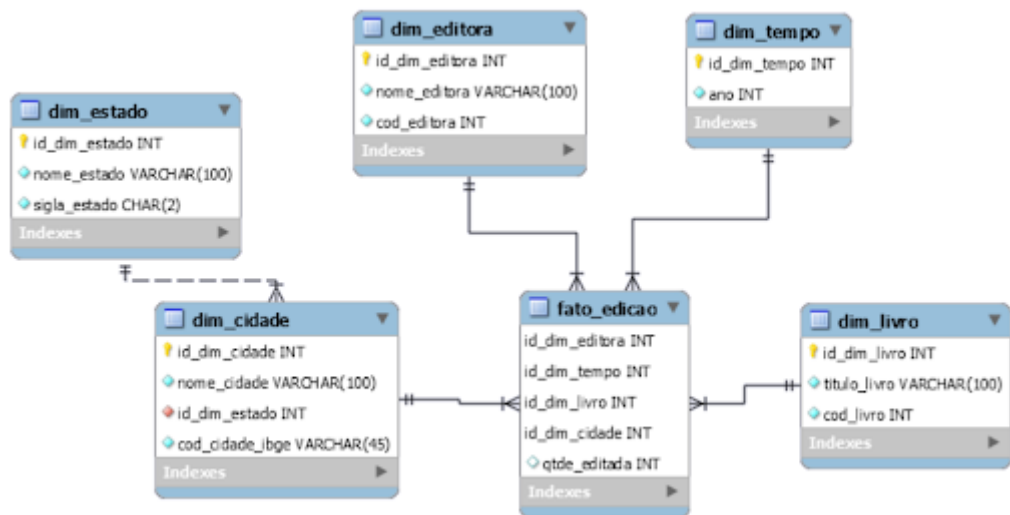 dim_editora
id_dim_editora INT
nome_editora VARCHAR(100)
cod_editora INT
Indexes
dim_tempo
id_dim_tempo INT
ano INT
Indexes
dim_estado
id_dim_estado INT
nome_estado VARCHAR(100)
sigla_estado CHAR(2)
Indexes
dim_cidade
id_dim_cidade INT
nome_cidade VARCHAR(100)
id_dim_estado INT
cod_cidade_ibge VARCHAR(45)
Indexes
fato_edicao
id_dim_editora INT
id_dim_tempo INT
id_dim_livro INT
id_dim_cidade INT
qtde_editada INT
Indexes
dim_livro
id_dim_livro INT
titulo_livro VARCHAR(100)
cod_livro INT
Indexes